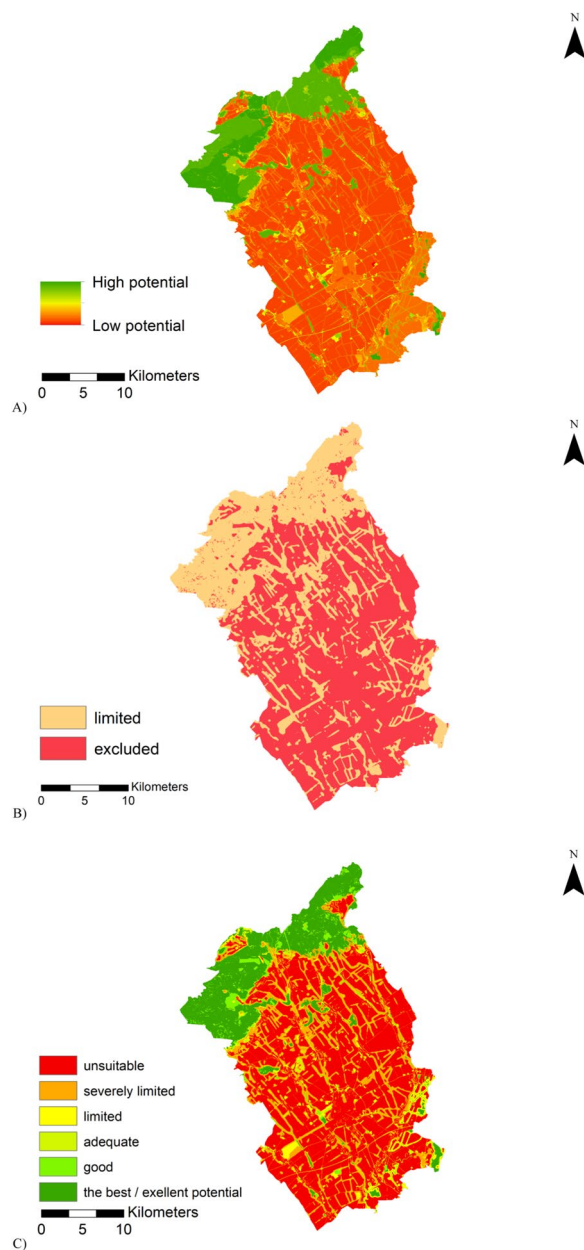 N
High potential
Low potential
Kilometers
0 5 10
A)
N
limited
excluded
Kilometers
0 5 10
B)
N
unsuitable
severely limited
limited
adequate
good
the best / exellent potential
Kilometers
0 5 10
C)